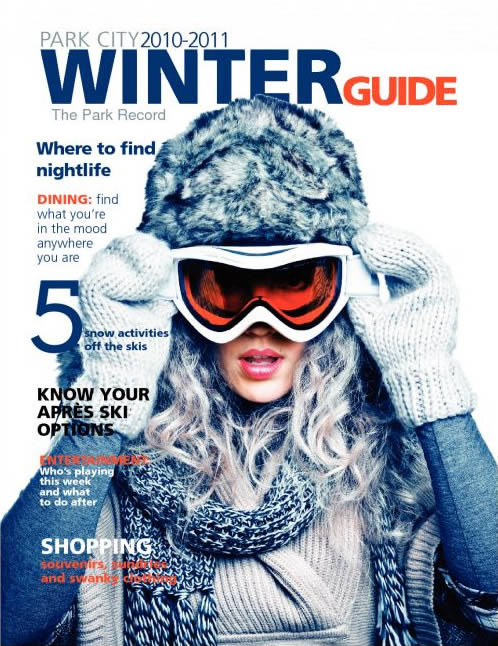 PARK CITY 2010-2011
WINTER GUIDE
The Park Record
Where to find
nightlife
DINING: find
what you're
in the mood
anywhere
you are
5 snow activities
off the skis
KNOW YOUR
APRÈS SKI
OPTIONS
ENTERTAINMENT:
Who's playing
this week
and what
to do after
SHOPPING
souvenirs, sundries
and swanky clothing